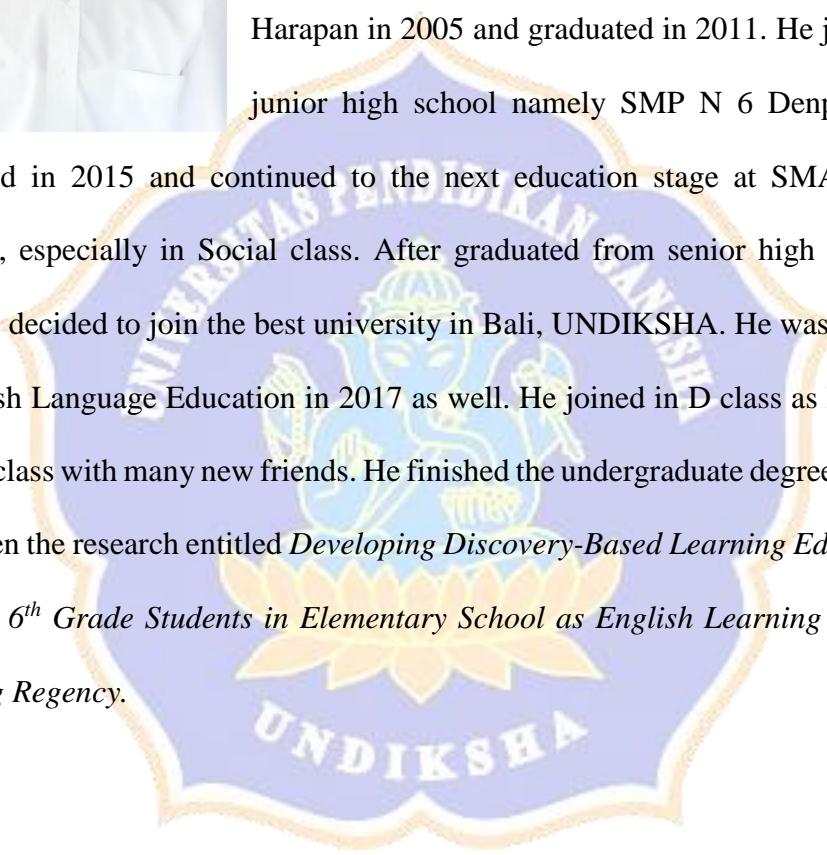 Harapan in 2005 and graduated in 2011. He j
junior high school namely SMP N 6 Denp
d in 2015 and continued to the next education stage at SMA
, especially in Social class. After graduated from senior high
decided to join the best university in Bali, UNDIKSHA. He was
sh Language Education in 2017 as well. He joined in D class as
class with many new friends. He finished the undergraduate degree
en the research entitled Developing Discovery-Based Learning Ed
6th Grade Students in Elementary School as English Learning
g Regency.
UNIVERSITAS PENDIDIKAN GANESHA
UNDIKSHA